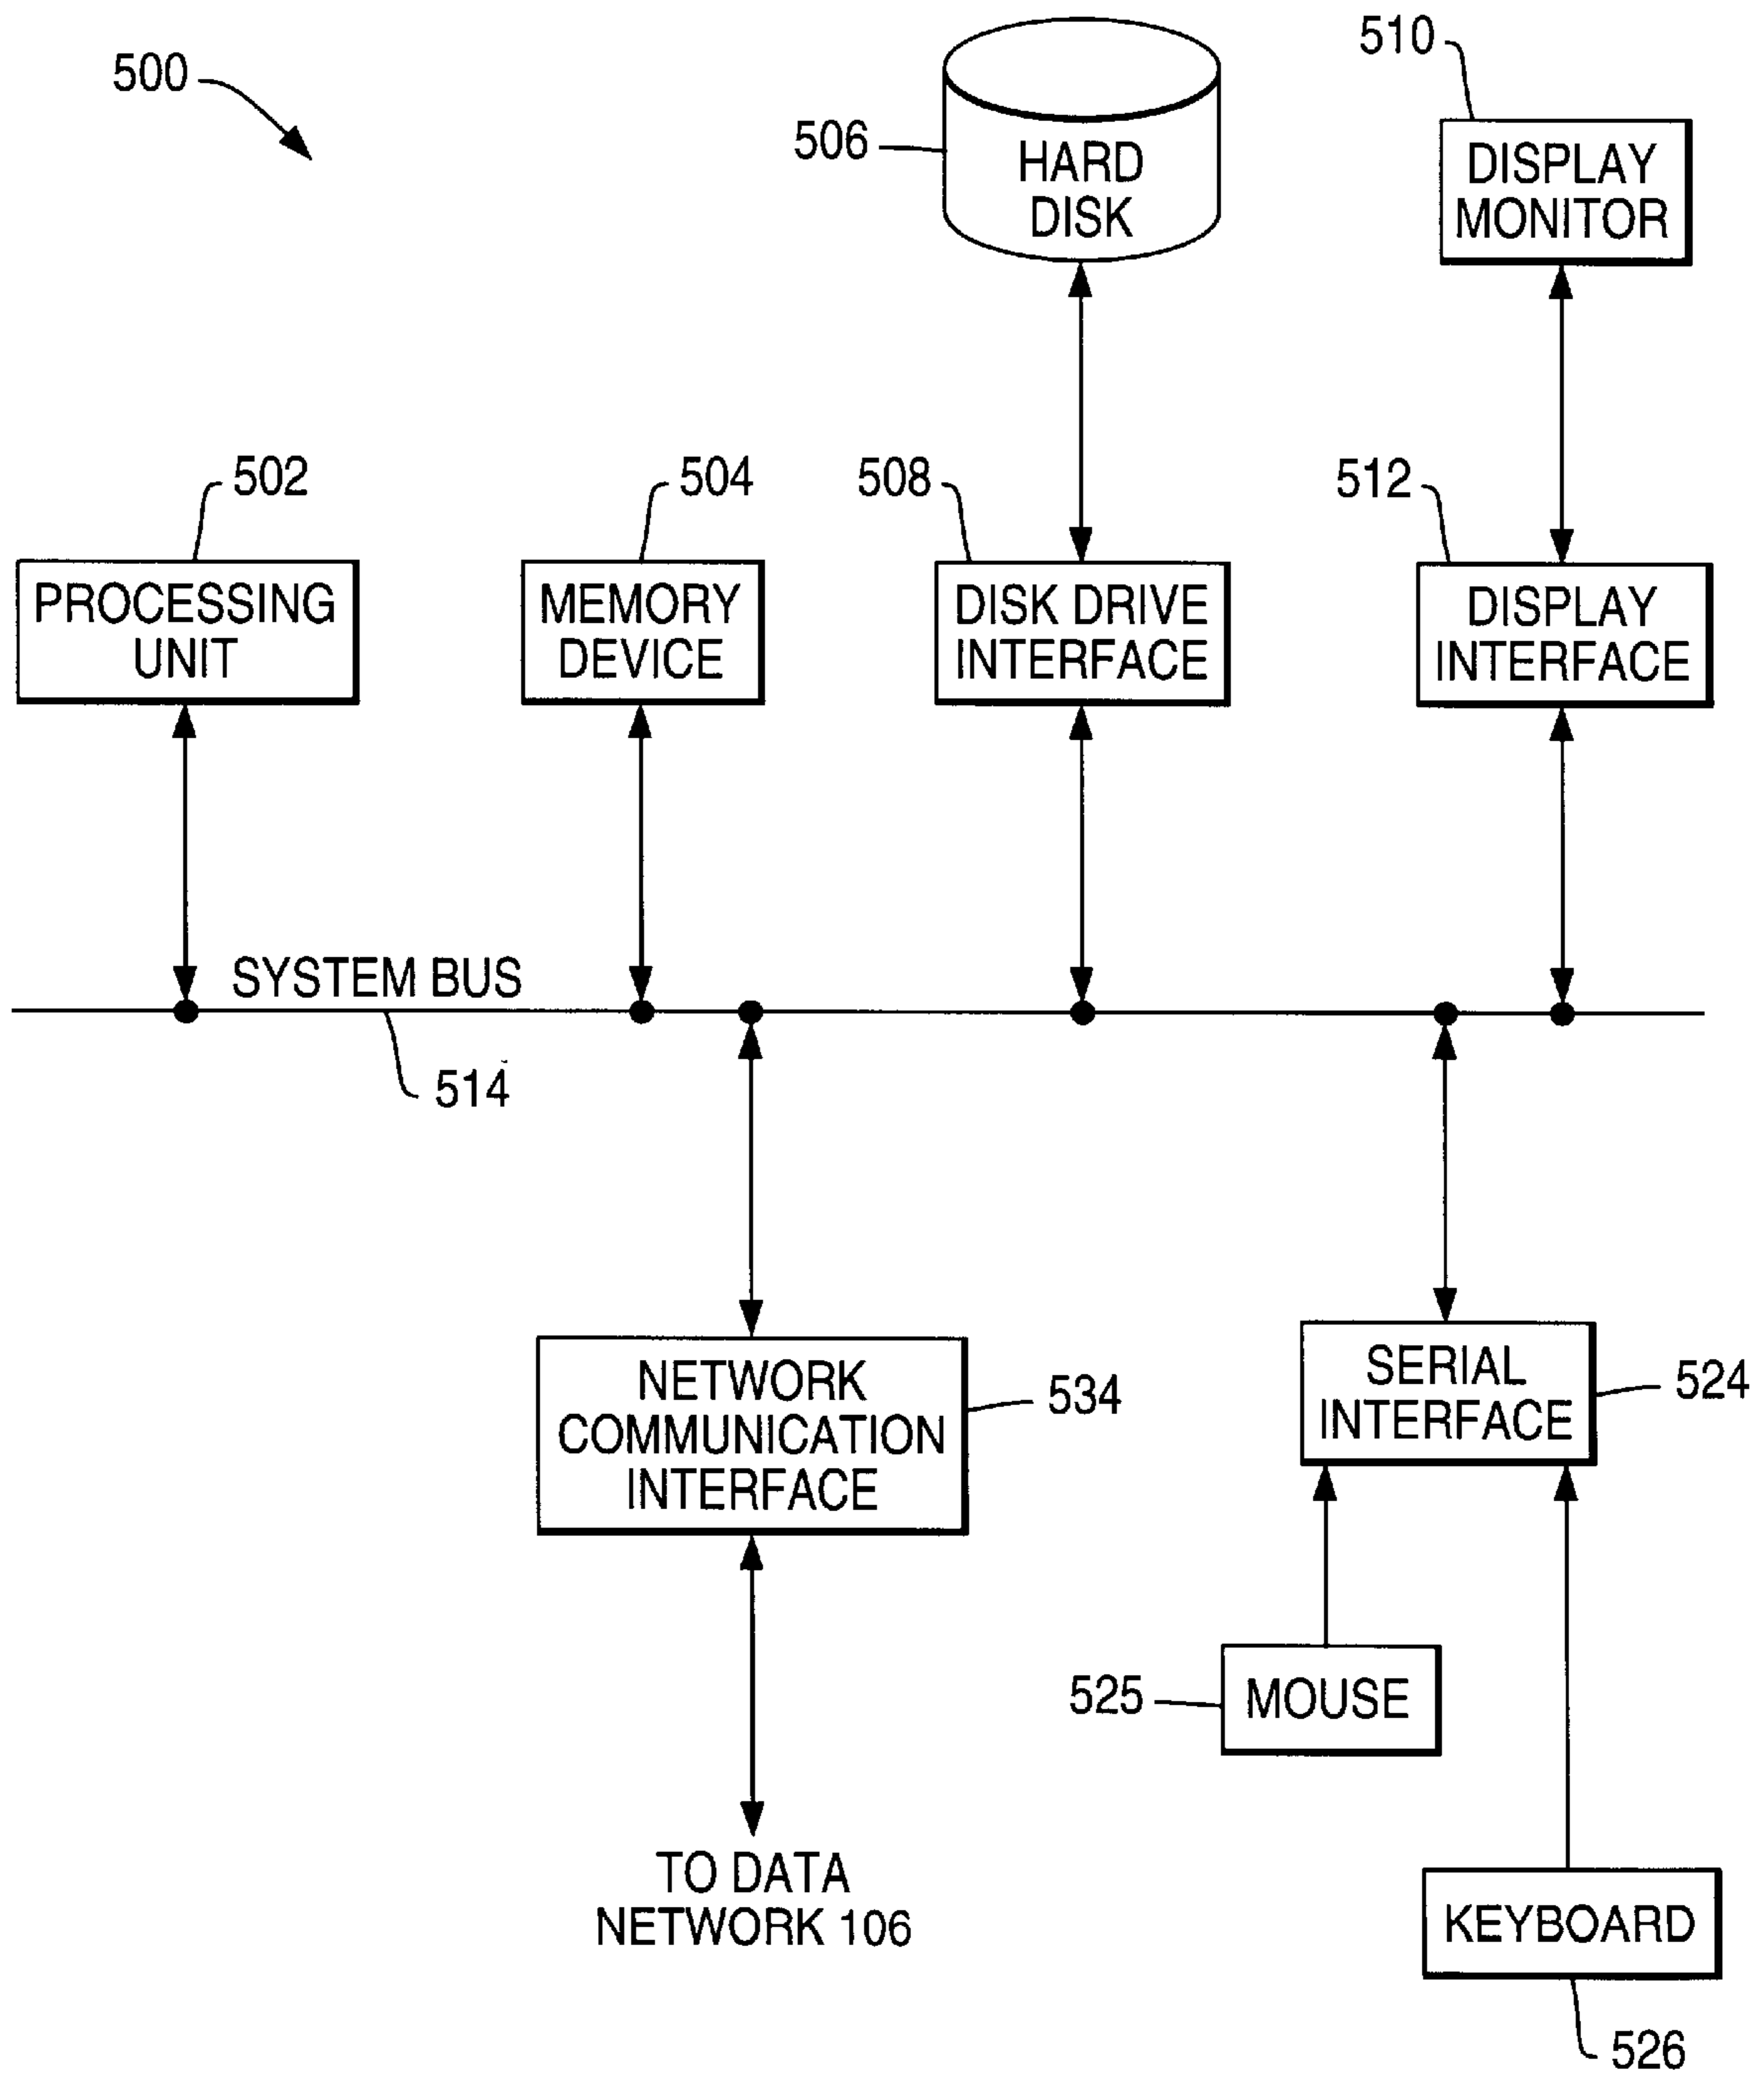 500
506
HARD
DISK
510
DISPLAY
MONITOR
502
PROCESSING
UNIT
504
MEMORY
DEVICE
508
DISK DRIVE
INTERFACE
512
DISPLAY
INTERFACE
SYSTEM BUS
514
NETWORK
COMMUNICATION
INTERFACE
534
SERIAL
INTERFACE
524
525
MOUSE
TO DATA
NETWORK 106
KEYBOARD
526